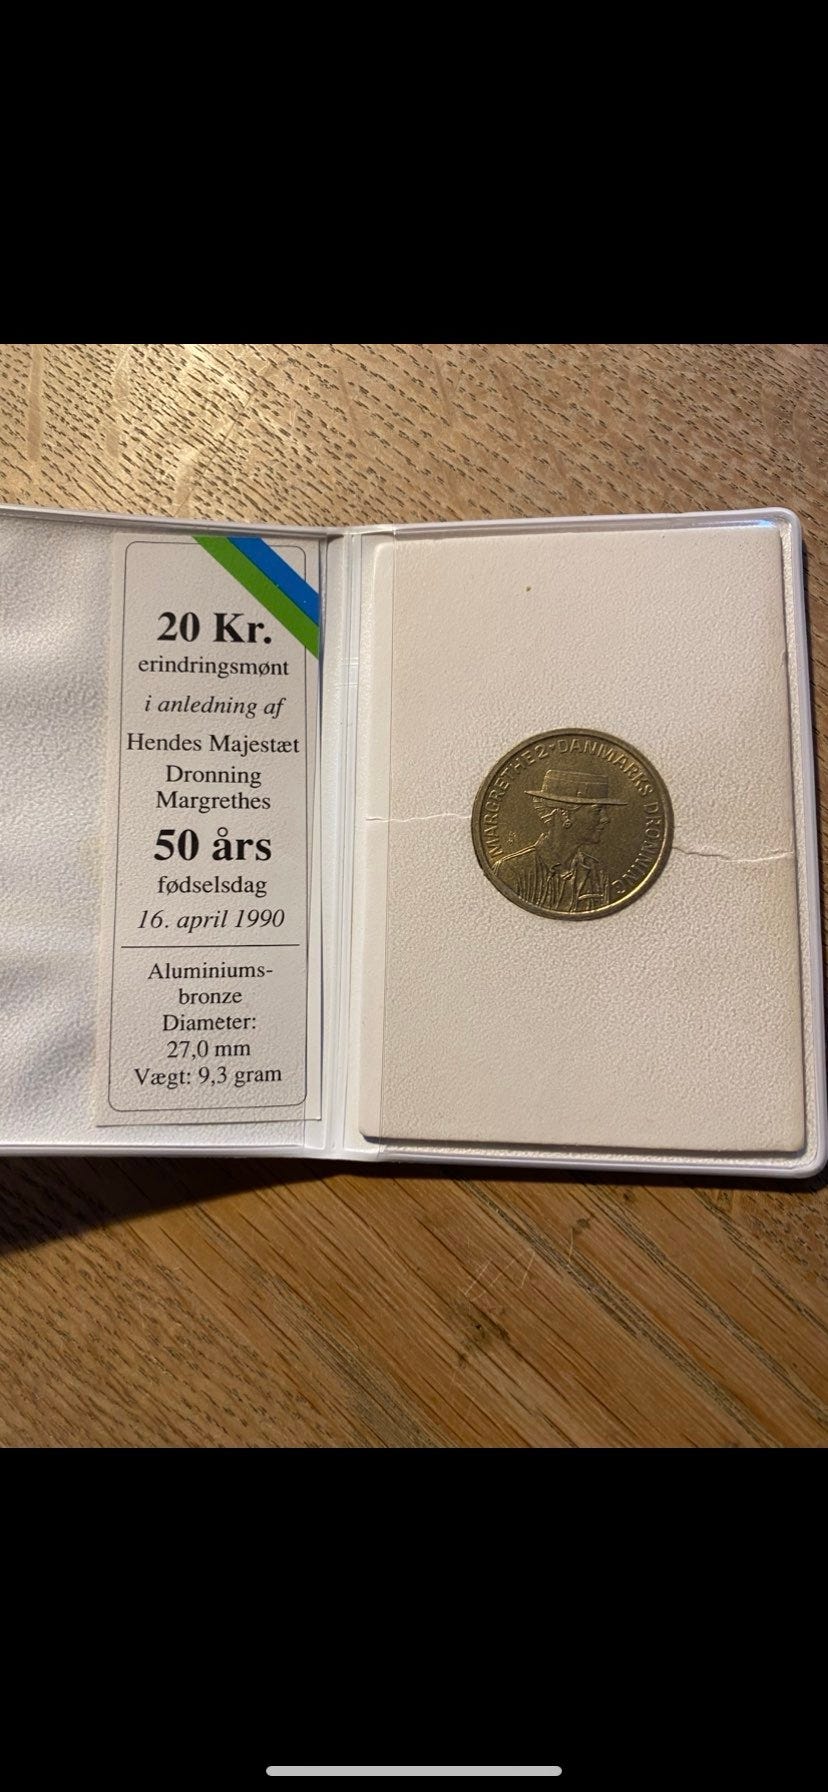 20 Kr.
erindringsmønt
i anledning af
Hendes Majestæt
Dronning
Margrethes
50 års
fødselsdag
16. april 1990
Aluminiums-
bronze
Diameter:
27,0 mm
Vægt: 9,3 gram
MARGRETHE 2 · DANMARKS DRONNING